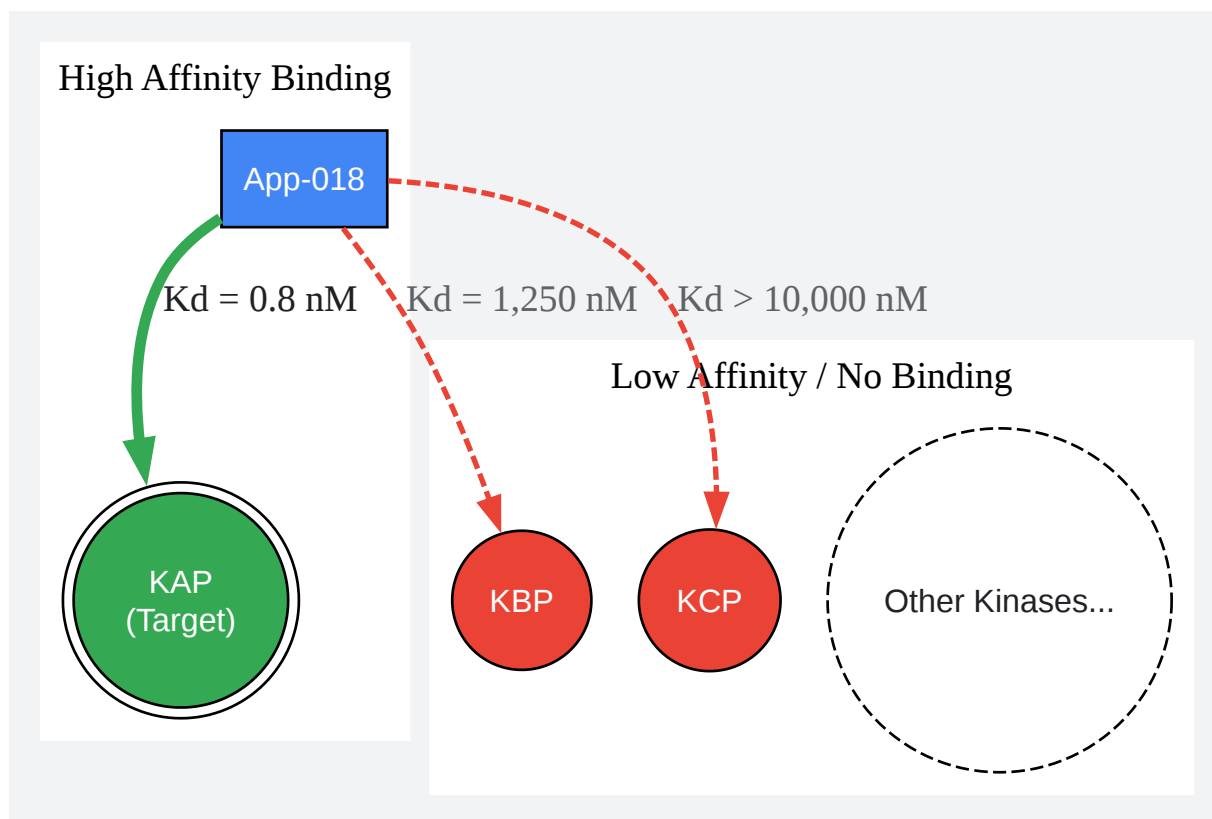 High Affinity Binding
App-018
Kd = 0.8 nM
Kd = 1,250 nM
Kd > 10,000 nM
Low Affinity / No Binding
KAP
(Target)
KBP
KCP
Other Kinases...